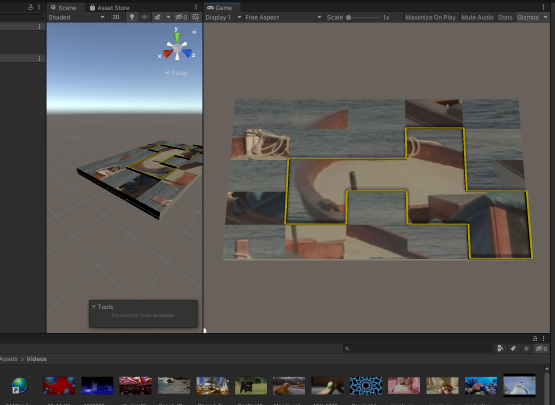 Scene
Asset Store
Game
Shaded
2D
Display 1
Free Aspect
Scale
1x
Maximize On Play
Mute Audio
Stats
Gizmos
y
x
z
Persp
Tools
No custom tools available
Assets > Videos